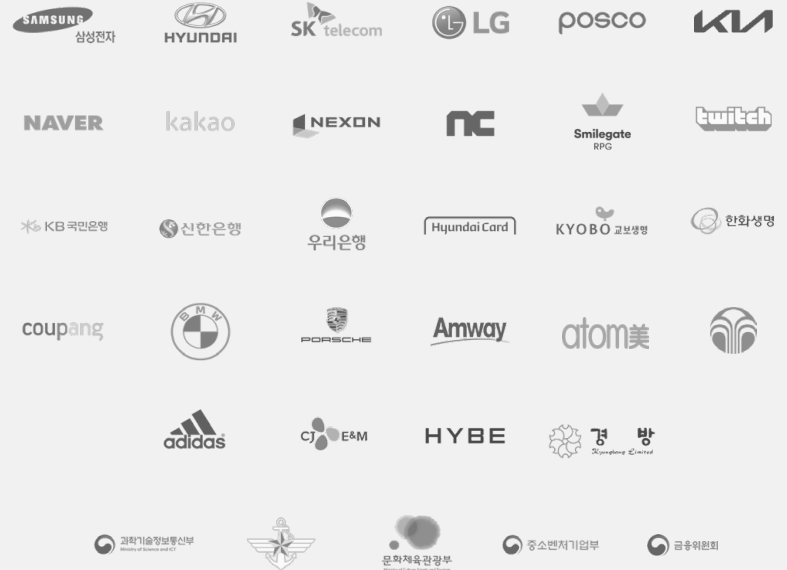 SAMSUNG
삼성전자
HYUNDAI
SK telecom
LG
posco
KIA
NAVER
kakao
NEXON
nc
Smilegate
RPG
twitch
KB 국민은행
신한은행
우리은행
Hyundai Card
KYOBO 교보생명
한화생명
coupang
BMW
PORSCHE
Amway
atom美
adidas
CJ E&M
HYBE
경 방
Kyungbang Limited
과학기술정보통신부
Ministry of Science and ICT
문화체육관광부
중소벤처기업부
금융위원회